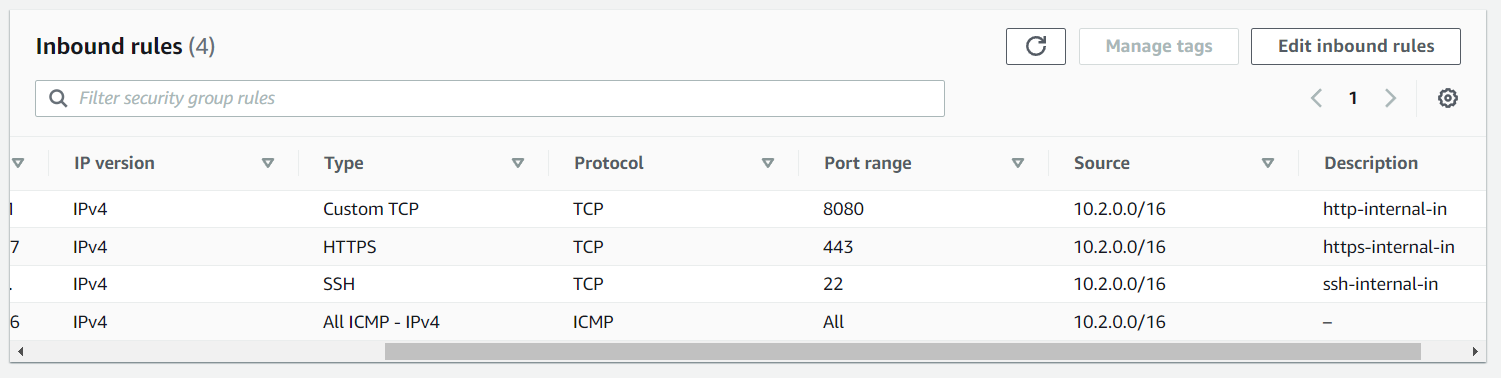 Inbound rules (4)
Manage tags
Edit inbound rules
Filter security group rules
1
IP version Type Protocol Port range Source Description
IPv4 Custom TCP TCP 8080 10.2.0.0/16 http-internal-in
7 IPv4 HTTPS TCP 443 10.2.0.0/16 https-internal-in
. IPv4 SSH TCP 22 10.2.0.0/16 ssh-internal-in
6 IPv4 All ICMP - IPv4 ICMP All 10.2.0.0/16 –